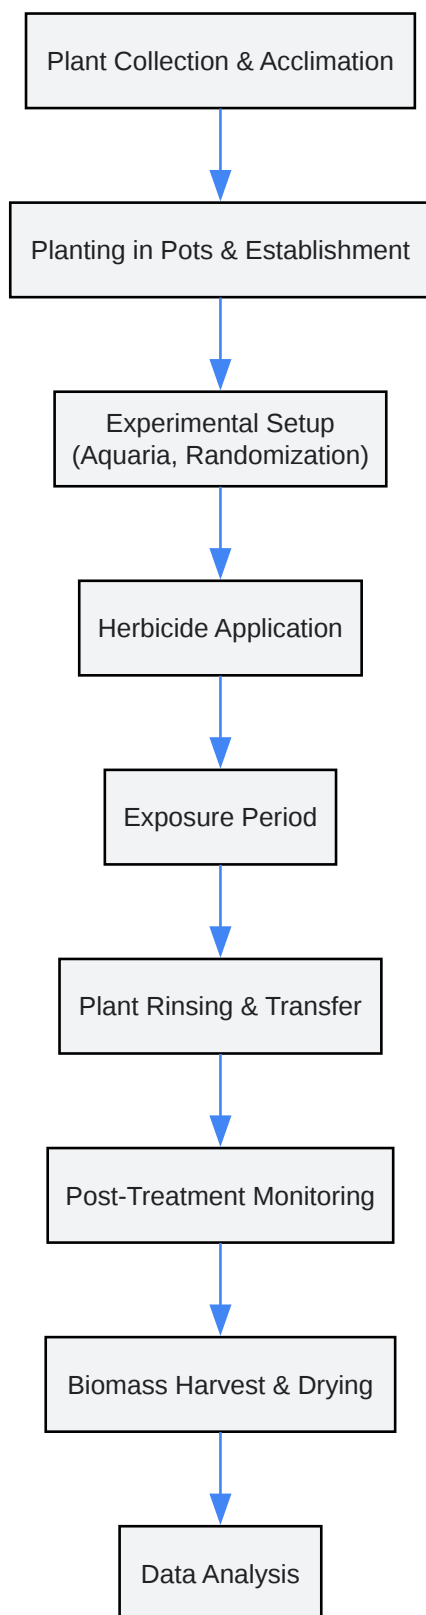 Plant Collection & Acclimation
Planting in Pots & Establishment
Experimental Setup
(Aquaria, Randomization)
Herbicide Application
Exposure Period
Plant Rinsing & Transfer
Post-Treatment Monitoring
Biomass Harvest & Drying
Data Analysis